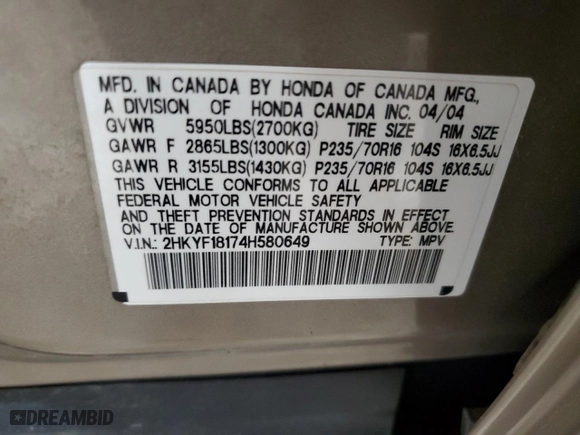 MFD. IN CANADA BY HONDA OF CANADA MFG.,
A DIVISION OF HONDA CANADA INC. 04/04
GVWR 5950LBS(2700KG) TIRE SIZE RIM SIZE
GAWR F 2865LBS(1300KG) P235/70R16 104S 16X6.5JJ
GAWR R 3155LBS(1430KG) P235/70R16 104S 16X6.5JJ
THIS VEHICLE CONFORMS TO ALL APPLICABLE
FEDERAL MOTOR VEHICLE SAFETY
AND THEFT PREVENTION STANDARDS IN EFFECT
ON THE DATE OF MANUFACTURE SHOWN ABOVE.
V.I.N.: 2HKYF18174H580649 TYPE: MPV
DREAMBID